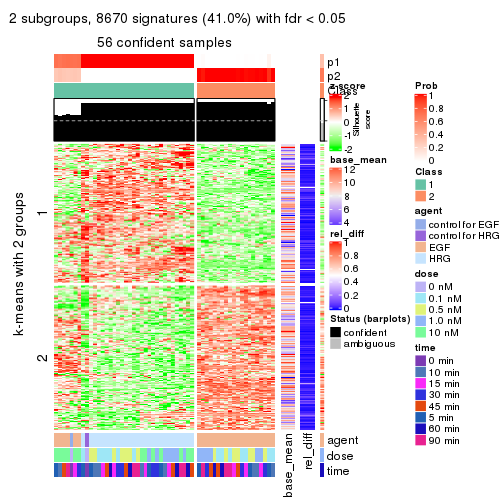 2 subgroups, 8670 signatures (41.0%) with fdr < 0.05
56 confident samples
p1
p2
Class
Silhouette
score
k-means with 2 groups
1
2
base_mean
rel_diff
agent
dose
time
z-score
2
1
0
-1
-2
base_mean
12
10
8
6
4
rel_diff
1
0.8
0.6
0.4
0.2
0
Status (barplots)
confident
ambiguous
Prob
1
0.8
0.6
0.4
0.2
0
Class
1
2
agent
control for EGF
control for HRG
EGF
HRG
dose
0 nM
0.1 nM
0.5 nM
1.0 nM
10 nM
time
0 min
10 min
15 min
30 min
45 min
5 min
60 min
90 min